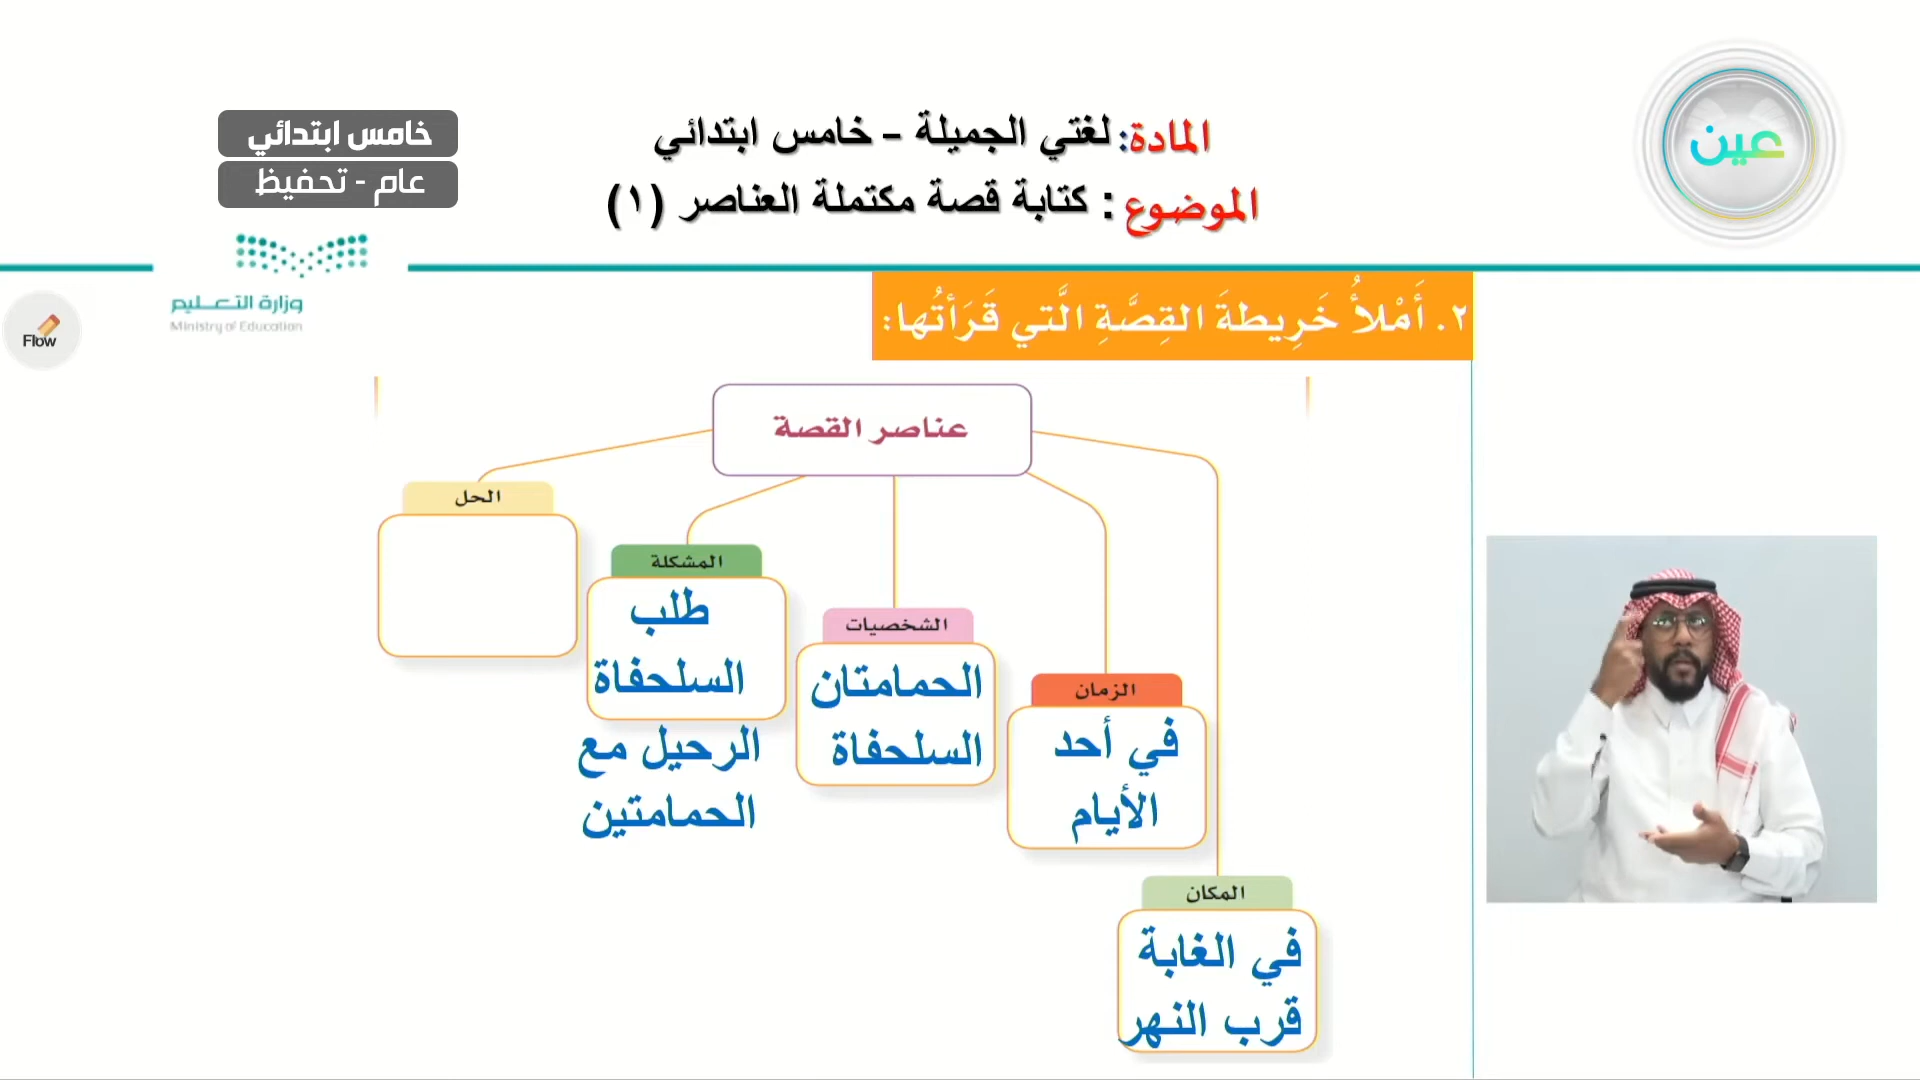 المادة: لغتي الجميلة - خامس ابتدائي
الموضوع : كتابة قصة مكتملة العناصر (١)
عين
خامس ابتدائي
عام - تحفيظ
وزارة التعليم
Ministry of Education
Flow
٢. أَمْلأُ خَرِيطةَ القِصَّةِ الَّتي قَرَأتُها:
عناصر القصة
المكان
في الغابة
قرب النهر
الزمان
في أحد
الأيام
الشخصيات
الحمامتان
السلحفاة
المشكلة
طلب
السلحفاة
الرحيل مع
الحمامتين
الحل